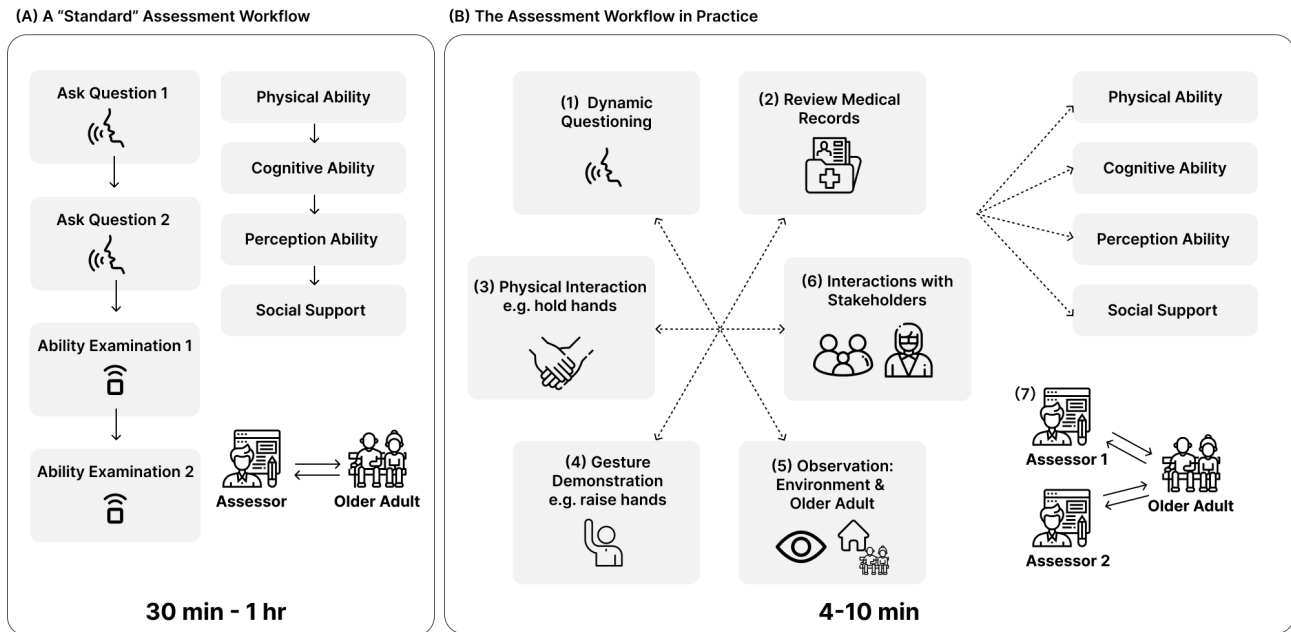 (A) A “Standard” Assessment Workflow
Ask Question 1
Ask Question 2
Ability Examination 1
Ability Examination 2
Physical Ability
Cognitive Ability
Perception Ability
Social Support
Assessor
Older Adult
30 min - 1 hr
(B) The Assessment Workflow in Practice
(1) Dynamic
Questioning
(2) Review Medical
Records
(3) Physical Interaction
e.g. hold hands
(6) Interactions with
Stakeholders
(4) Gesture
Demonstration
e.g. raise hands
(5) Observation:
Environment &
Older Adult
Physical Ability
Cognitive Ability
Perception Ability
Social Support
(7)
Assessor 1
Assessor 2
Older Adult
4-10 min